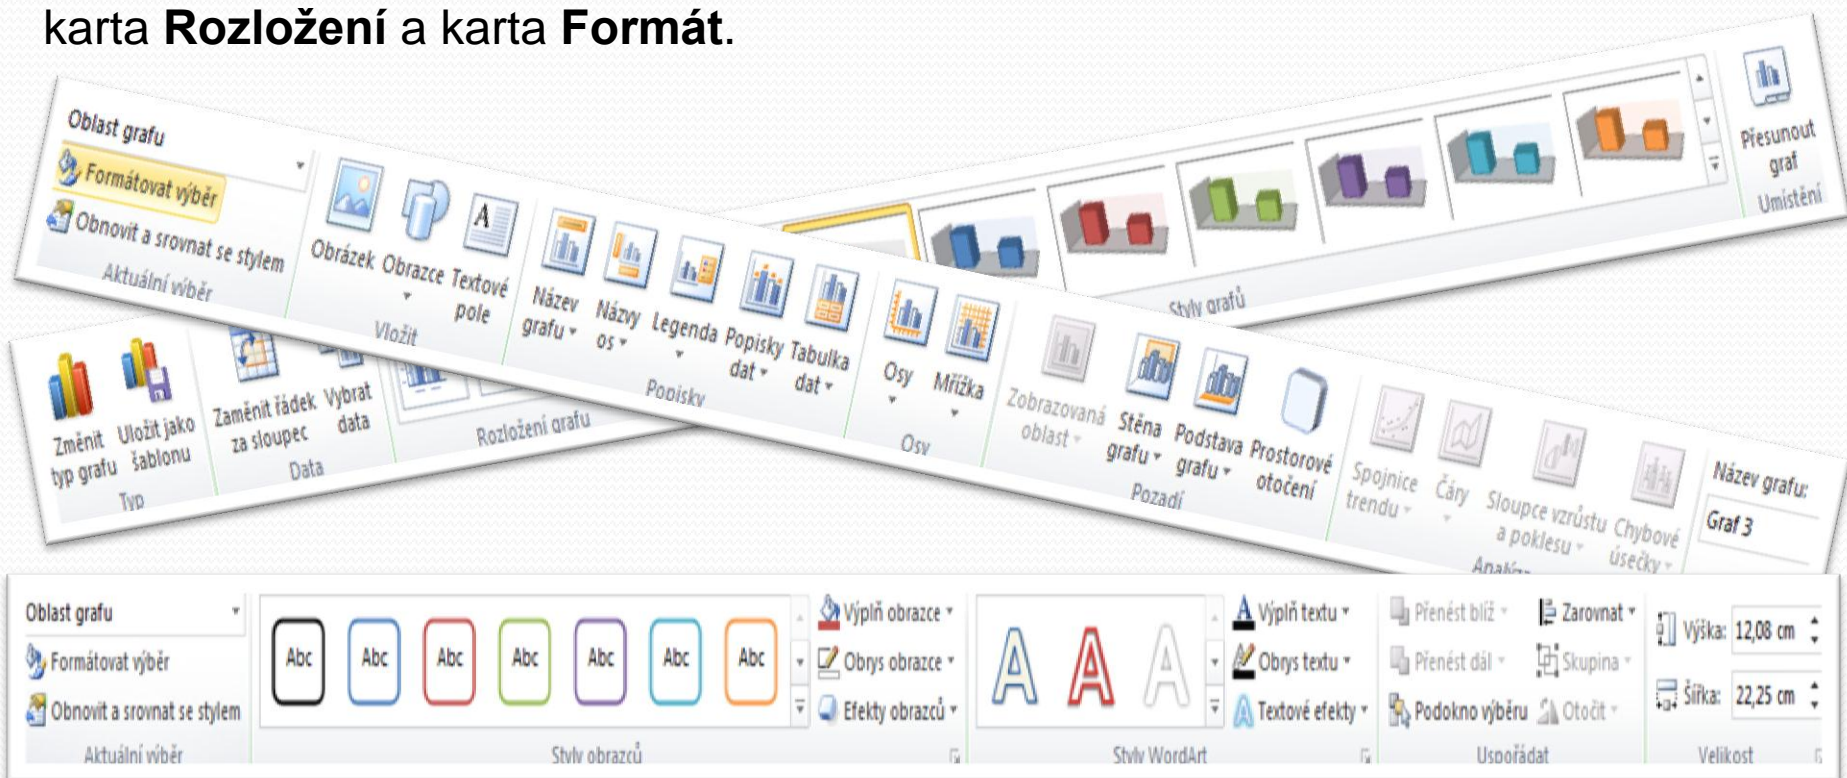 karta Rozložení a karta Formát.
Oblast grafu
Formátovat výběr
Obnovit a srovnat se stylem
Aktuální výběr
Obrázek
Obrazce
Textové
pole
Vložit
Název
grafu
Názvy
os
Legenda
Popisky
dat
Tabulka
dat
Popisky
Osy
Mřížka
Osy
Zobrazovaná
oblast
Stěna
grafu
Podstava
grafu
Prostorové
otočení
Pozadí
Spojnice
trendu
Čáry
Sloupce vzrůstu
a poklesu
Chybové
úsečky
Analýza
Název grafu:
Graf 3
Styly grafů
Přesunout
graf
Umístění
Změnit
typ grafu
Uložit jako
šablonu
Typ
Zaměnit řádek
za sloupec
Vybrat
data
Data
Rozložení grafu
Oblast grafu
Formátovat výběr
Obnovit a srovnat se stylem
Aktuální výběr
Abc Abc Abc Abc Abc Abc Abc
Výplň obrazce
Obrys obrazce
Efekty obrazců
Styly obrazců
A A A
Výplň textu
Obrys textu
Textové efekty
Styly WordArt
Přenést blíž
Přenést dál
Podokno výběru
Zarovnat
Skupina
Otočit
Uspořádat
Výška: 12,08 cm
Šířka: 22,25 cm
Velikost